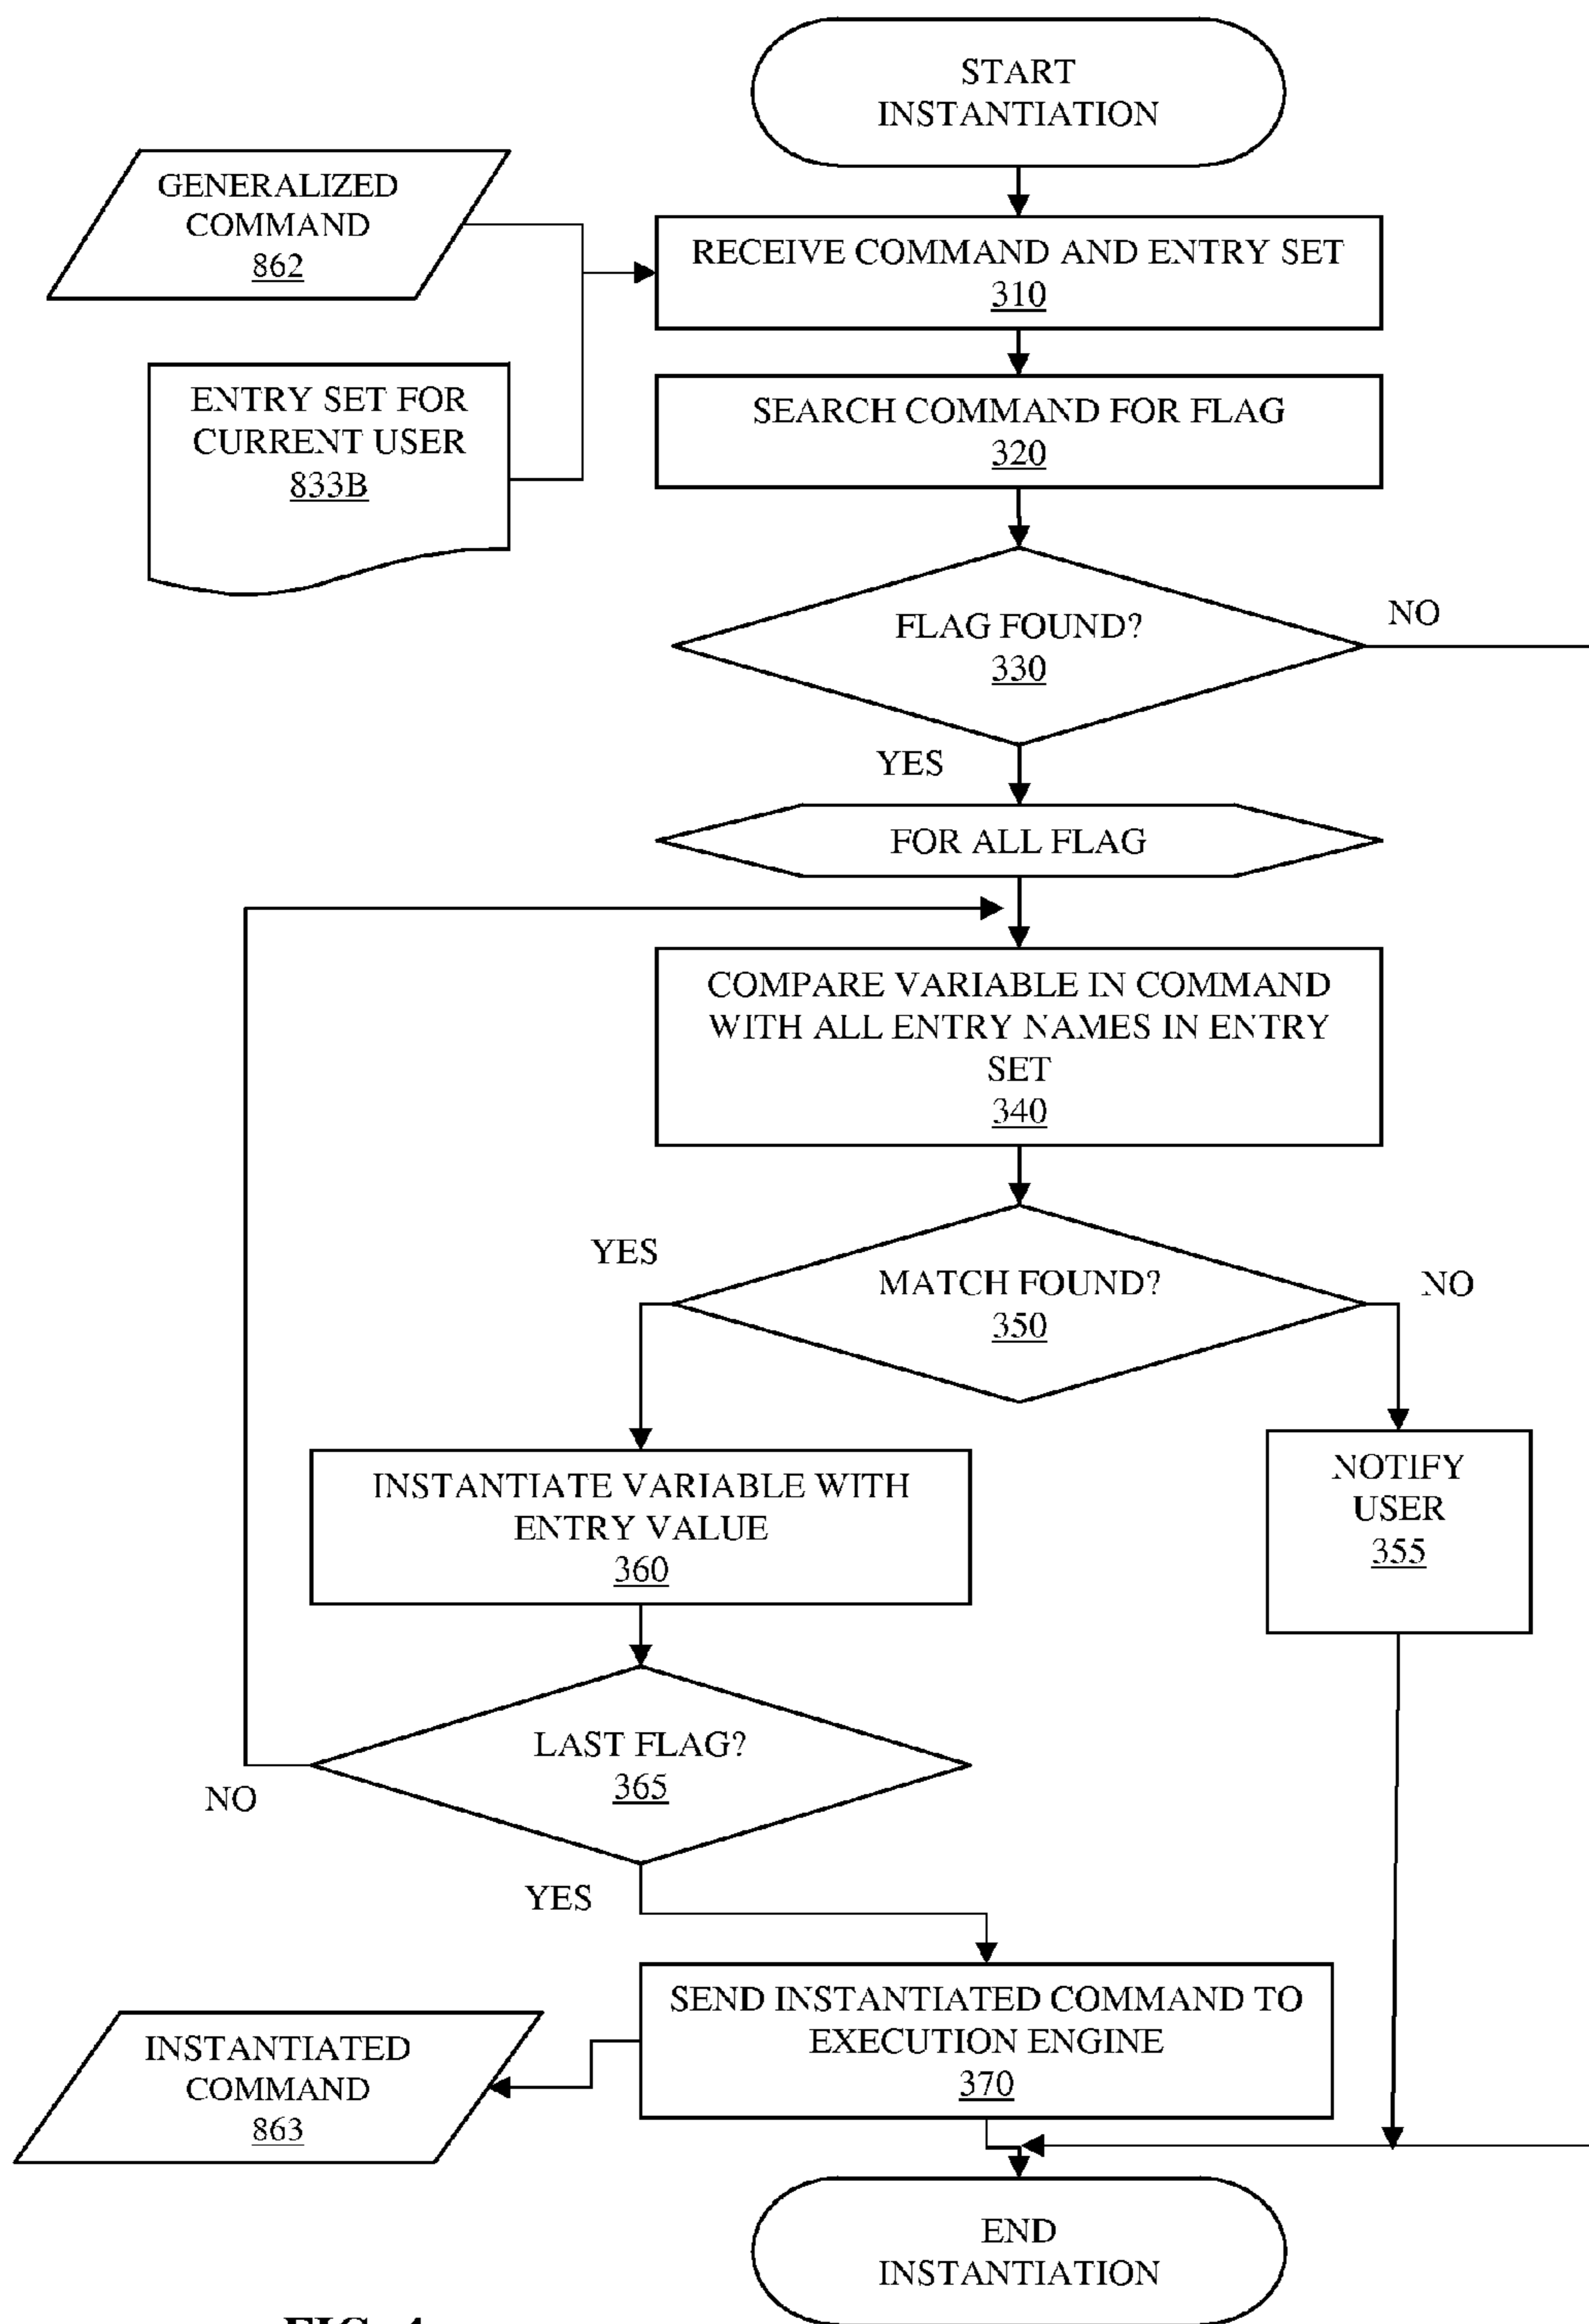 START
INSTANTIATION
GENERALIZED
COMMAND
862
RECEIVE COMMAND AND ENTRY SET
310
ENTRY SET FOR
CURRENT USER
833B
SEARCH COMMAND FOR FLAG
320
FLAG FOUND?
330
NO
YES
FOR ALL FLAG
COMPARE VARIABLE IN COMMAND
WITH ALL ENTRY NAMES IN ENTRY
SET
340
YES
MATCH FOUND?
350
NO
INSTANTIATE VARIABLE WITH
ENTRY VALUE
360
NOTIFY
USER
355
LAST FLAG?
365
NO
YES
SEND INSTANTIATED COMMAND TO
EXECUTION ENGINE
370
INSTANTIATED
COMMAND
863
END
INSTANTIATION